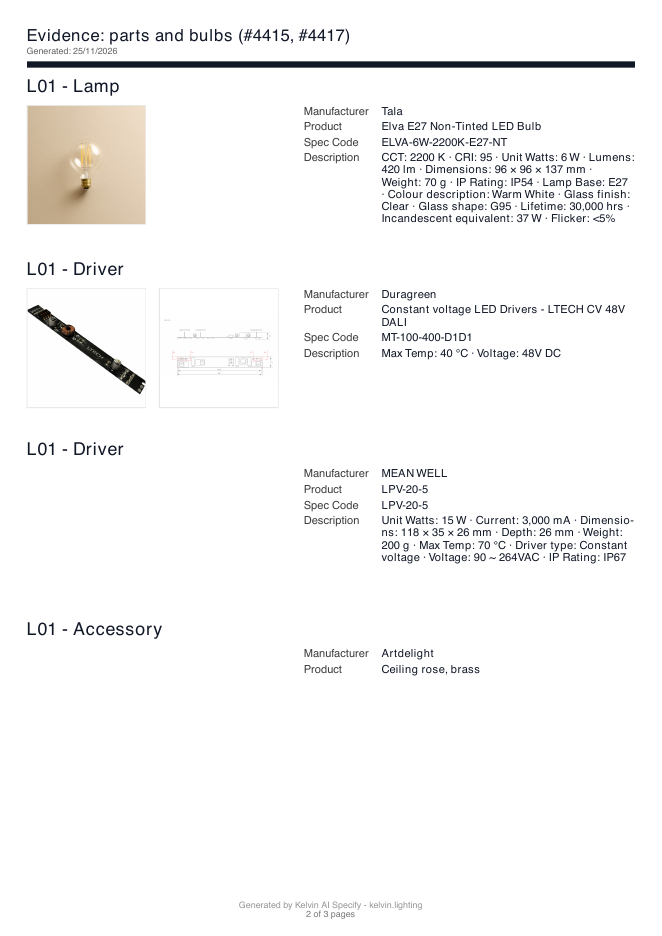 Evidence: parts and bulbs (#4415, #4417)
Generated: 25/11/2026
L01 - Lamp
Manufacturer Tala
Product Elva E27 Non-Tinted LED Bulb
Spec Code ELVA-6W-2200K-E27-NT
Description CCT: 2200 K · CRI: 95 · Unit Watts: 6 W · Lumens:
420 lm · Dimensions: 96 × 96 × 137 mm ·
Weight: 70 g · IP Rating: IP54 · Lamp Base: E27
· Colour description: Warm White · Glass finish:
Clear · Glass shape: G95 · Lifetime: 30,000 hrs ·
Incandescent equivalent: 37 W · Flicker: <5%
L01 - Driver
LTECH
Manufacturer Duragreen
Product Constant voltage LED Drivers - LTECH CV 48V
DALI
Spec Code MT-100-400-D1D1
Description Max Temp: 40 °C · Voltage: 48V DC
L01 - Driver
Manufacturer MEAN WELL
Product LPV-20-5
Spec Code LPV-20-5
Description Unit Watts: 15 W · Current: 3,000 mA · Dimensio-
ns: 118 × 35 × 26 mm · Depth: 26 mm · Weight:
200 g · Max Temp: 70 °C · Driver type: Constant
voltage · Voltage: 90 ~ 264VAC · IP Rating: IP67
L01 - Accessory
Manufacturer Artdelight
Product Ceiling rose, brass
Generated by Kelvin AI Specify - kelvin.lighting
2 of 3 pages